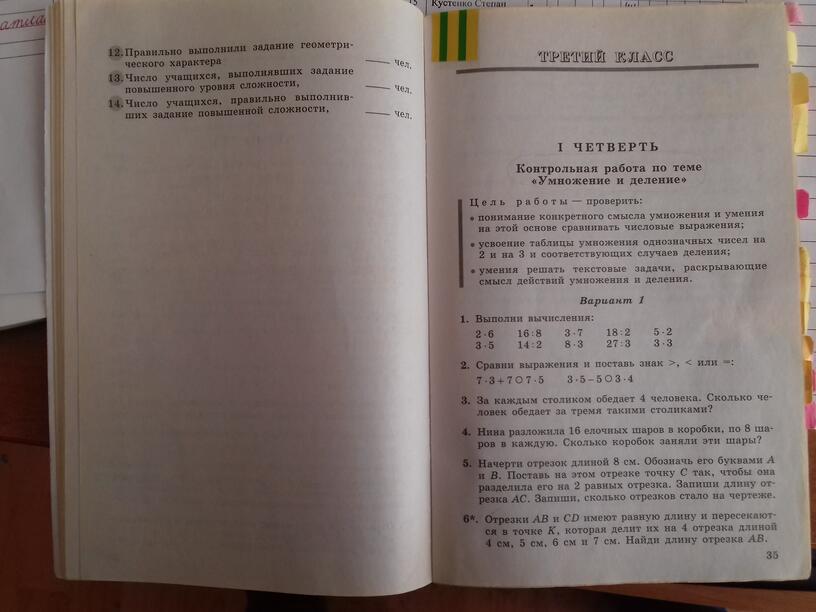 Кустенко Степан
12. Правильно выполнили задание геометри-
ческого характера ——— чел.
13. Число учащихся, выполнявших задание
повышенного уровня сложности, ——— чел.
14. Число учащихся, правильно выполнив-
ших задание повышенной сложности, ——— чел.
ТРЕТИЙ КЛАСС
I ЧЕТВЕРТЬ
Контрольная работа по теме
«Умножение и деление»
Цель работы — проверить:
• понимание конкретного смысла умножения и умения
на этой основе сравнивать числовые выражения;
• усвоение таблицы умножения однозначных чисел на
2 и на 3 и соответствующих случаев деления;
• умения решать текстовые задачи, раскрывающие
смысл действий умножения и деления.
Вариант 1
1. Выполни вычисления:
2·6 16:8 3·7 18:2 5·2
3·5 14:2 8·3 27:3 3·3
2. Сравни выражения и поставь знак >, < или =:
7·3+7○7·5 3·5–5○3·4
3. За каждым столиком обедает 4 человека. Сколько че-
ловек обедает за тремя такими столиками?
4. Нина разложила 16 елочных шаров в коробки, по 8 ша-
ров в каждую. Сколько коробок заняли эти шары?
5. Начерти отрезок длиной 8 см. Обозначь его буквами A
и B. Поставь на этом отрезке точку C так, чтобы она
разделила его на 2 равных отрезка. Запиши длину от-
резка AC. Запиши, сколько отрезков стало на чертеже.
6*. Отрезки AB и CD имеют равную длину и пересекают-
ся в точке K, которая делит их на 4 отрезка длиной
4 см, 5 см, 6 см и 7 см. Найди длину отрезка AB.
35